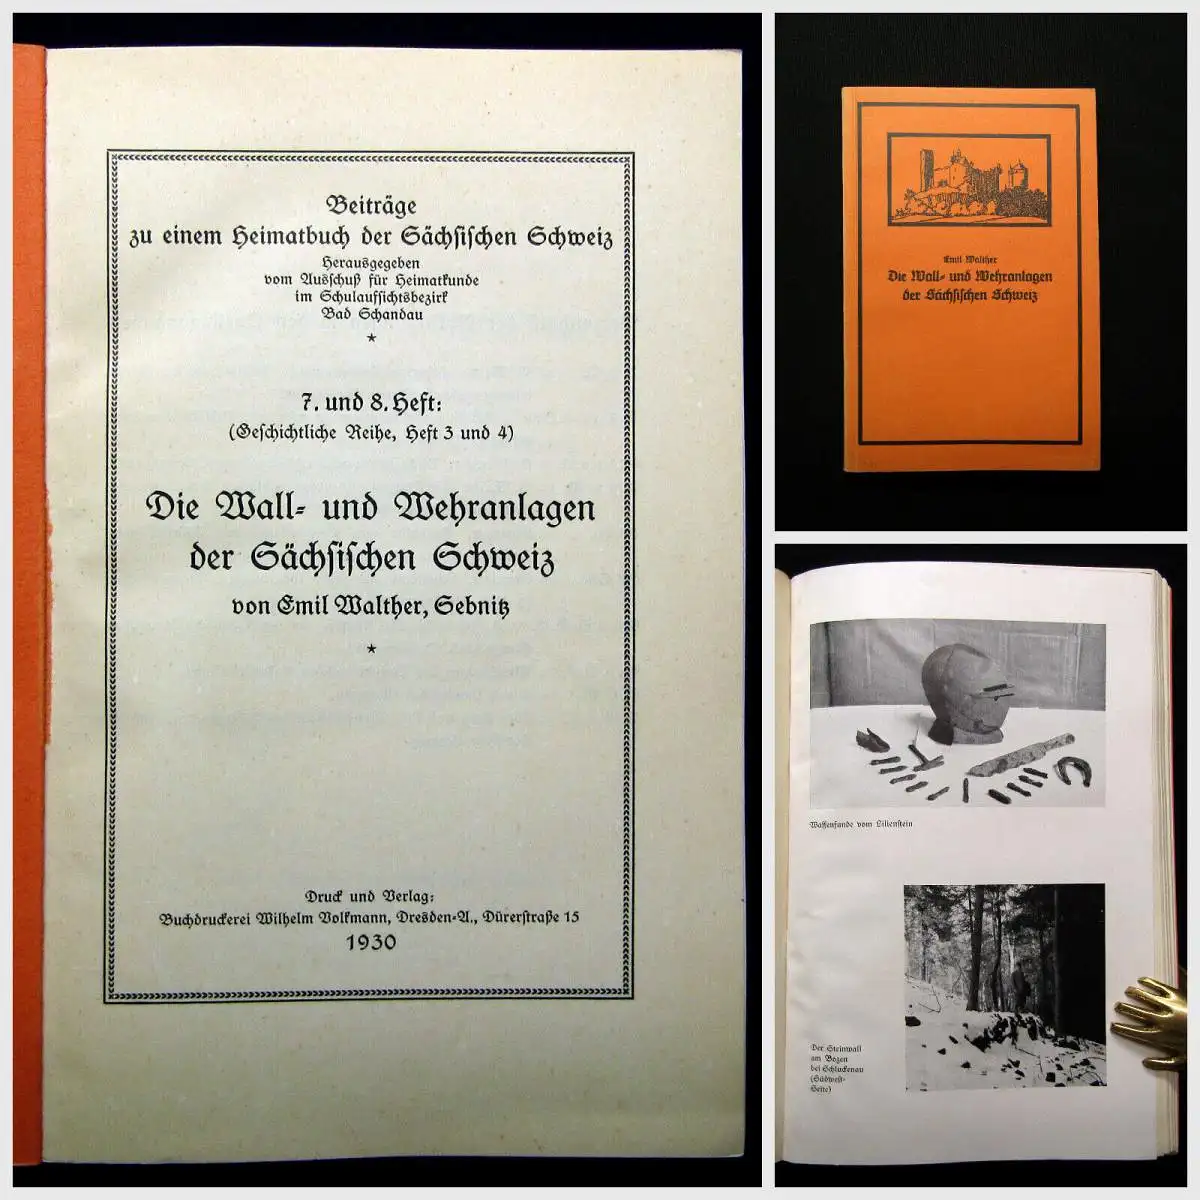 Beiträge
zu einem Heimatbuch der Sächsischen Schweiz
Herausgegeben
vom Ausschuß für Heimatkunde
im Schulaufsichtsbezirk
Bad Schandau
*
7. und 8. Heft:
(Geschichtliche Reihe, Heft 3 und 4)
Die Wall- und Wehranlagen
der Sächsischen Schweiz
von Emil Walther, Sebnitz
*
Druck und Verlag:
Buchdruckerei Wilhelm Volkmann, Dresden-A., Dürerstraße 15
1930
Emil Walther
Die Wall- und Wehranlagen
der Sächsischen Schweiz
Waffenfunde vom Lilienstein
Der Steinwall
am Botzen
bei Schluckenau
(Südwest-
Seite)